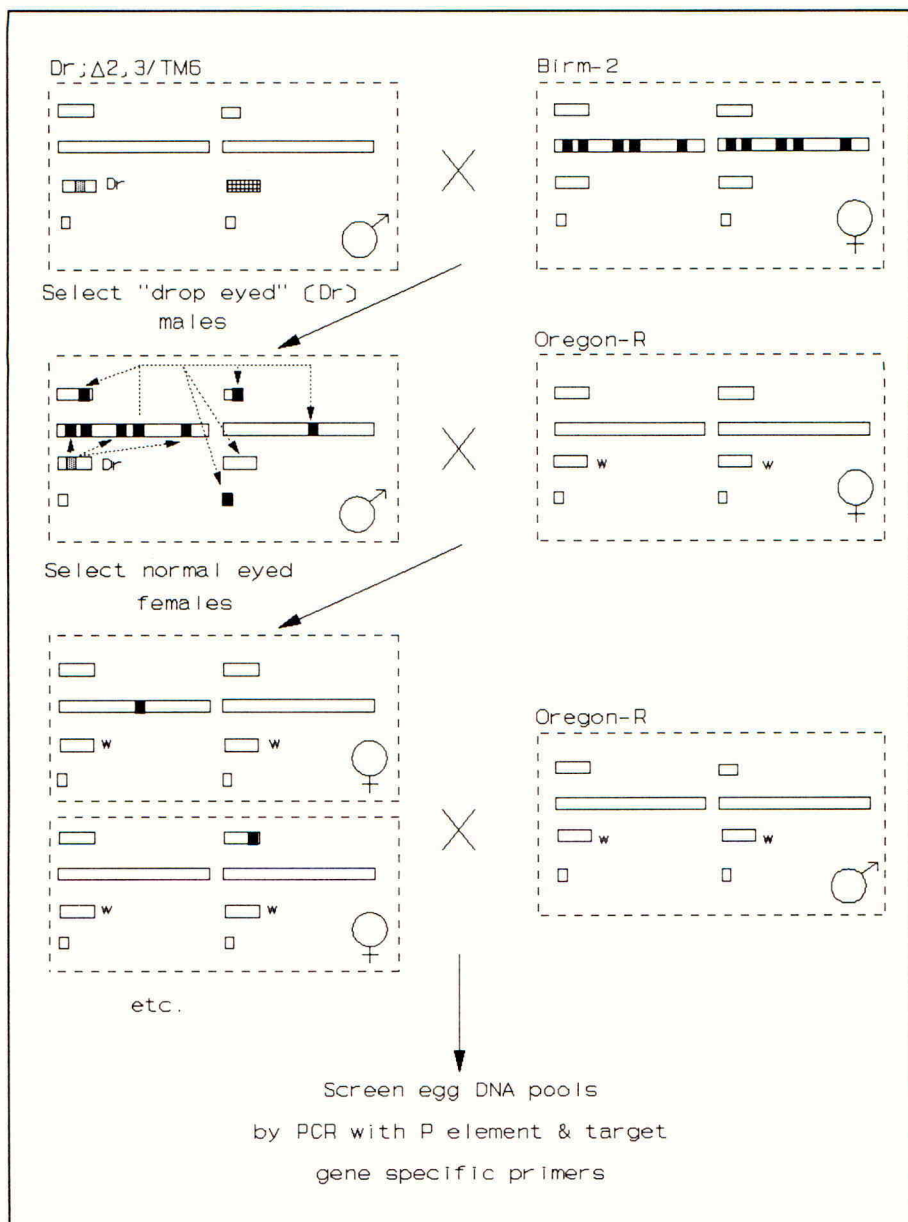 Dr;Δ2,3/TM6
Birm-2
Dr
Select "drop eyed" (Dr)
males
Oregon-R
Dr
w
w
Select normal eyed
females
Oregon-R
w
w
w
w
w
w
etc.
Screen egg DNA pools
by PCR with P element & target
gene specific primers